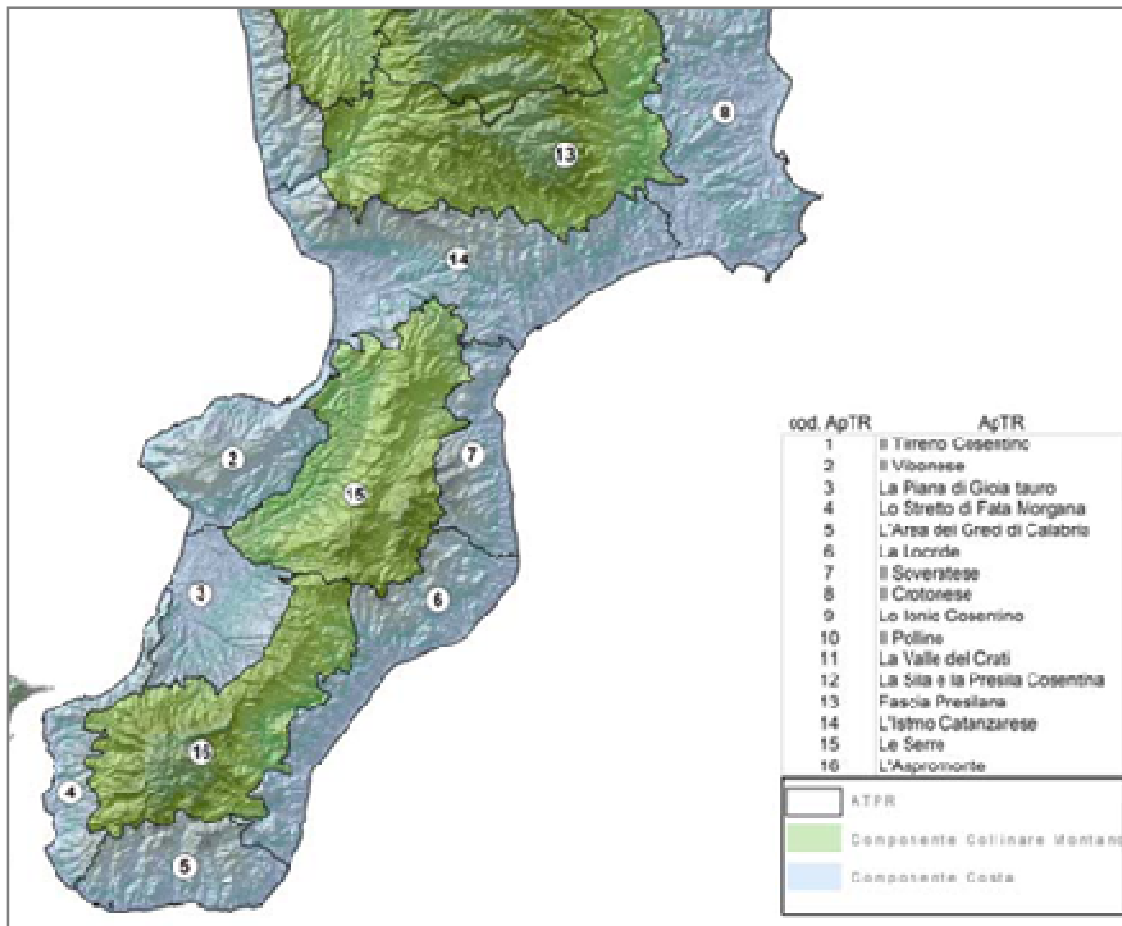 8
13
14
2
7
15
3
6
16
4
5
cod. ApTR ApTR
1 Il Tirreno Cosentino
2 Il Vibonese
3 La Piana di Gioia tauro
4 Lo Stretto di Fata Morgana
5 L'Area dei Greci di Calabria
6 La Locride
7 Il Soveratese
8 Il Crotonese
9 Lo Ionio Cosentino
10 Il Pollino
11 La Valle del Crati
12 La Sila e la Presila Cosentina
13 Fascia Presilana
14 L'Istmo Catanzarese
15 Le Serre
16 L'Aspromonte
ATPR
Componente Collinare Montano
Componente Costa